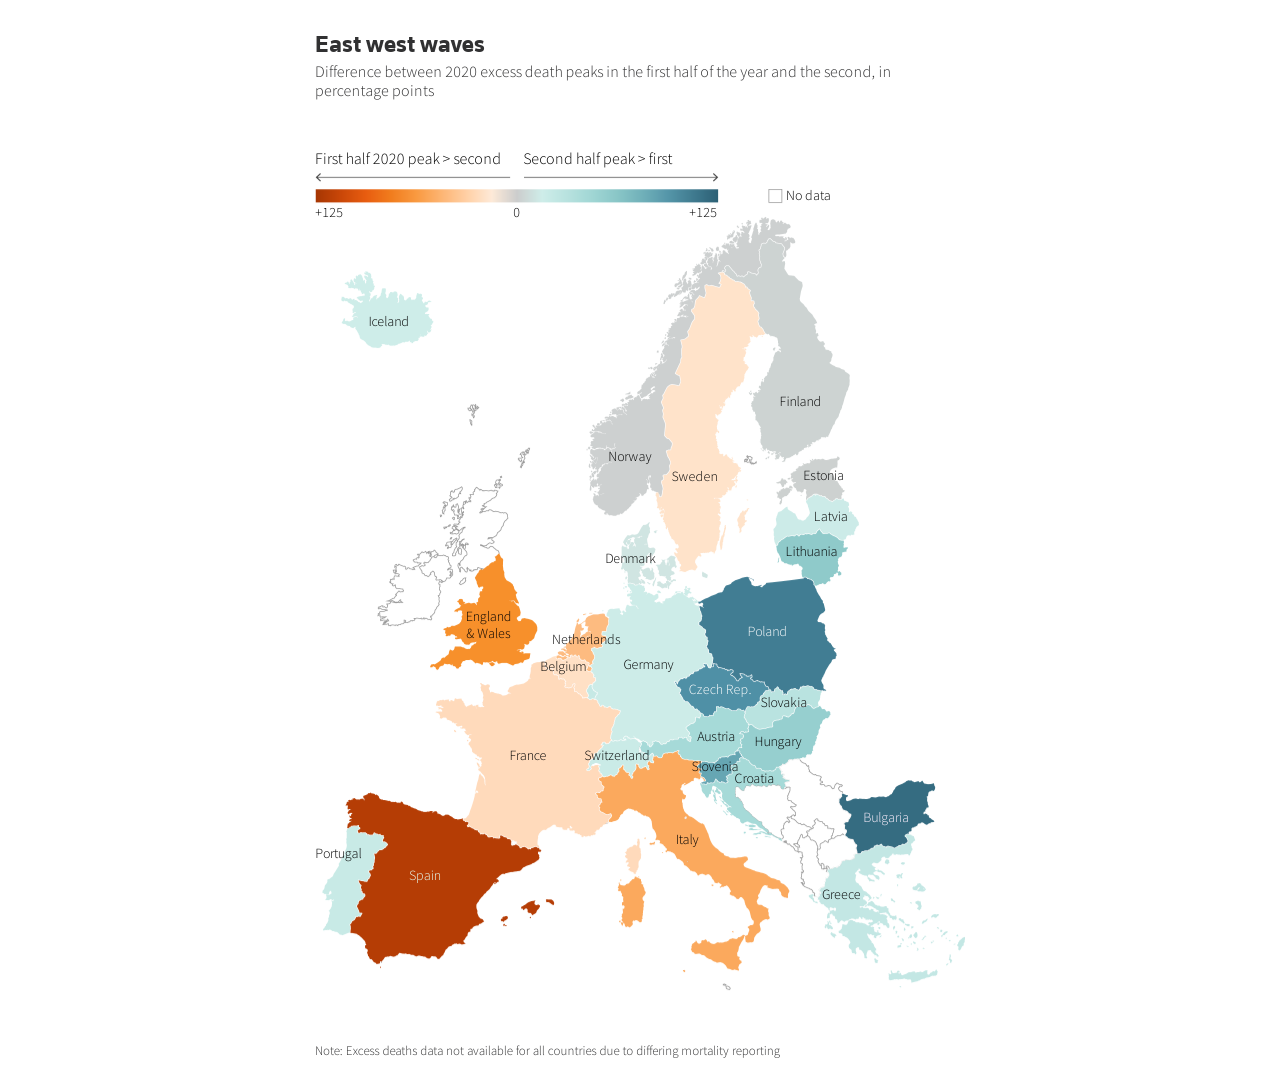 East west waves
Difference between 2020 excess death peaks in the first half of the year and the second, in
percentage points
First half 2020 peak > second
Second half peak > first
+125
0
+125
No data
Iceland
Finland
Norway
Estonia
Sweden
Latvia
Lithuania
Denmark
England
& Wales
Poland
Netherlands
Belgium
Germany
Czech Rep.
Slovakia
Austria
Hungary
France
Switzerland
Slovenia
Croatia
Bulgaria
Italy
Portugal
Spain
Greece
Note: Excess deaths data not available for all countries due to differing mortality reporting